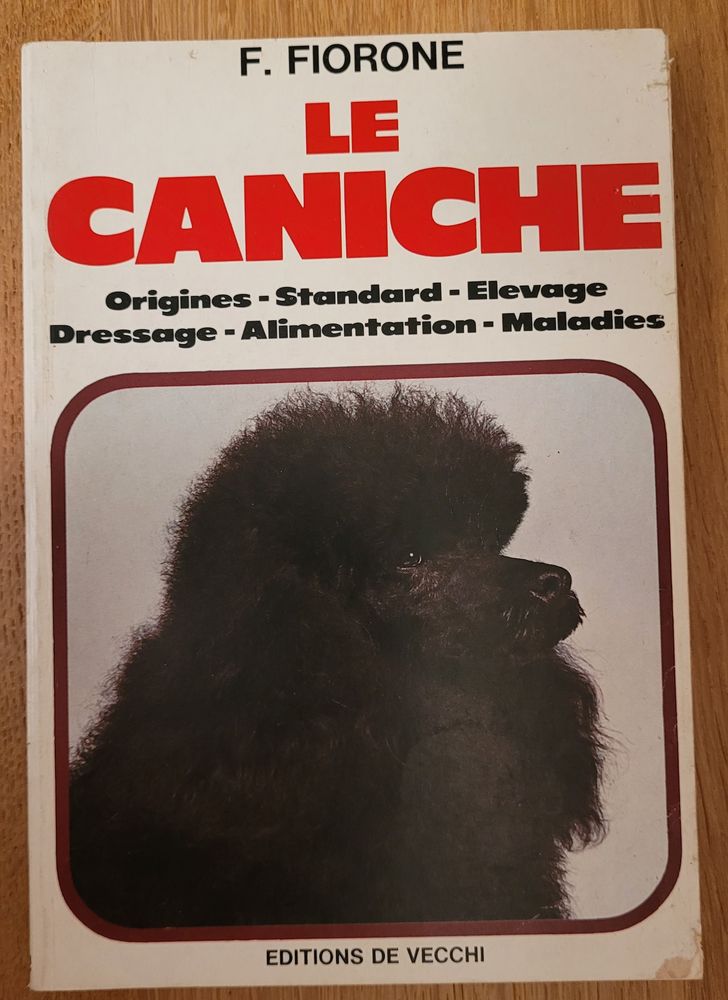 F. FIORONE
LE
CANICHE
Origines - Standard - Elevage
Dressage - Alimentation - Maladies
EDITIONS DE VECCHI